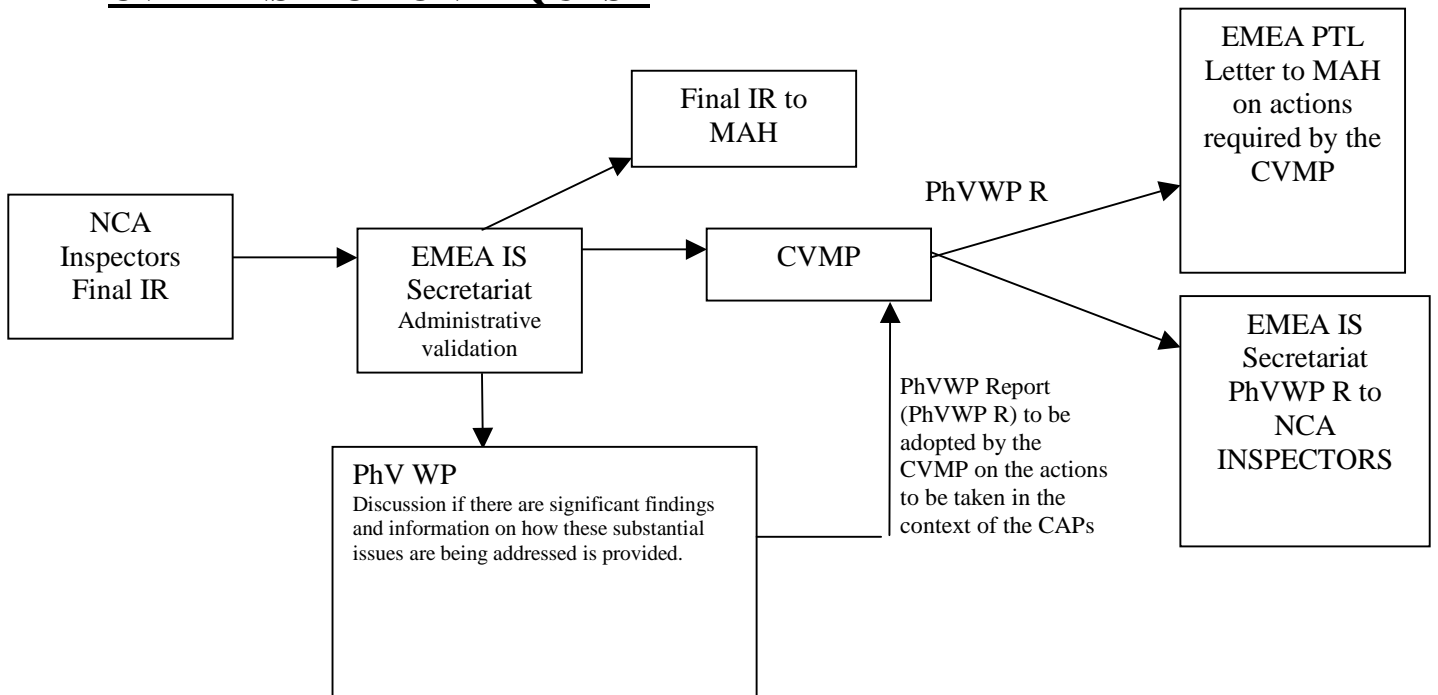 NCA
Inspectors
Final IR
EMEA IS
Secretariat
Administrative
validation
Final IR to
MAH
CVMP
PhVWP R
EMEA PTL
Letter to MAH
on actions
required by the
CVMP
EMEA IS
Secretariat
PhVWP R to
NCA
INSPECTORS
PhV WP
Discussion if there are significant findings
and information on how these substantial
issues are being addressed is provided.
PhVWP Report
(PhVWP R) to be
adopted by the
CVMP on the actions
to be taken in the
context of the CAPs